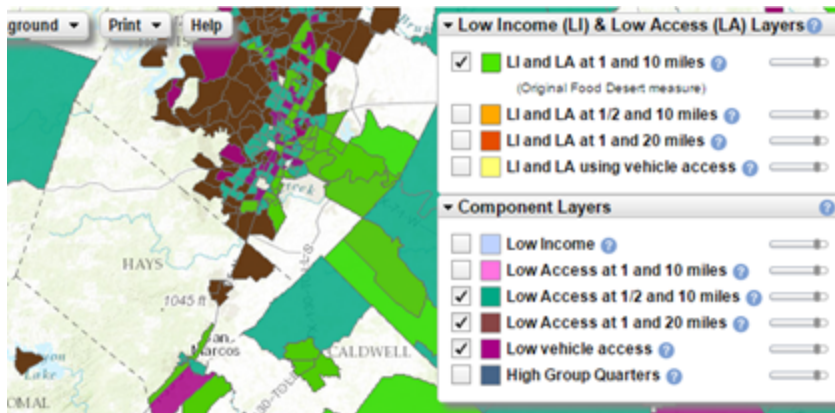 ground Print Help
Low Income (LI) & Low Access (LA) Layers ?
LI and LA at 1 and 10 miles ?
(Original Food Desert measure)
LI and LA at 1/2 and 10 miles ?
LI and LA at 1 and 20 miles ?
LI and LA using vehicle access ?
Component Layers ?
Low Income ?
Low Access at 1 and 10 miles ?
Low Access at 1/2 and 10 miles ?
Low Access at 1 and 20 miles ?
Low vehicle access ?
High Group Quarters ?
HAYS
1045 ft
Marcos
CALDWELL
Lake
OMAL